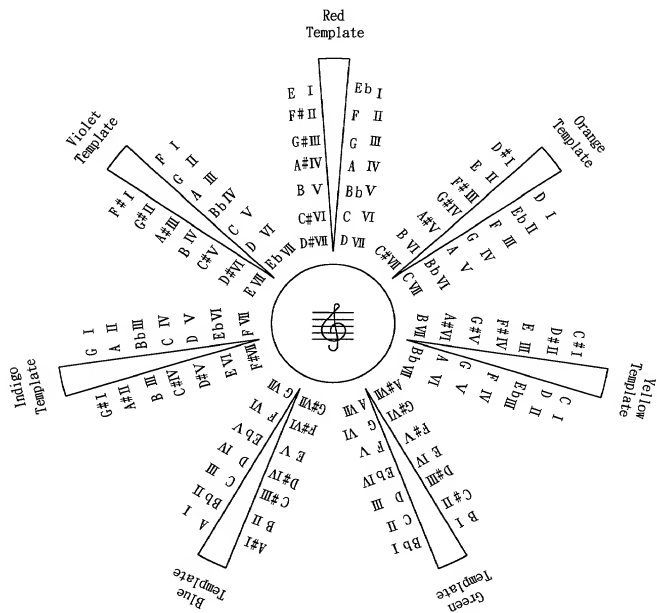 Red
Template
E I
F# II
G# III
A# IV
B V
C# VI
D# VII
Eb I
F II
G III
A IV
Bb V
C VI
D VII
Orange
Template
D# I
E II
F# III
G# IV
A# V
B VI
C# VII
D I
Eb II
F III
G IV
A V
Bb VI
C VII
Yellow
Template
C# I
D# II
E III
F# IV
G# V
A# VI
B VII
C I
D II
Eb III
F IV
G V
A VI
Bb VII
Green
Template
B I
C# II
D# III
E IV
F# V
G# VI
A# VII
Bb I
C II
D III
Eb IV
F V
G VI
A VII
Blue
Template
A# I
B II
C# III
D# IV
E V
F# VI
G# VII
A I
Bb II
C III
D IV
Eb V
F VI
G VII
Indigo
Template
G# I
A# II
B III
C# IV
D# V
E VI
F# VII
G I
A II
Bb III
C IV
D V
Eb VI
F VII
Violet
Template
F# I
G# II
A# III
B IV
C# V
D# VI
E VII
F I
G II
A III
Bb IV
C V
D VI
Eb VII